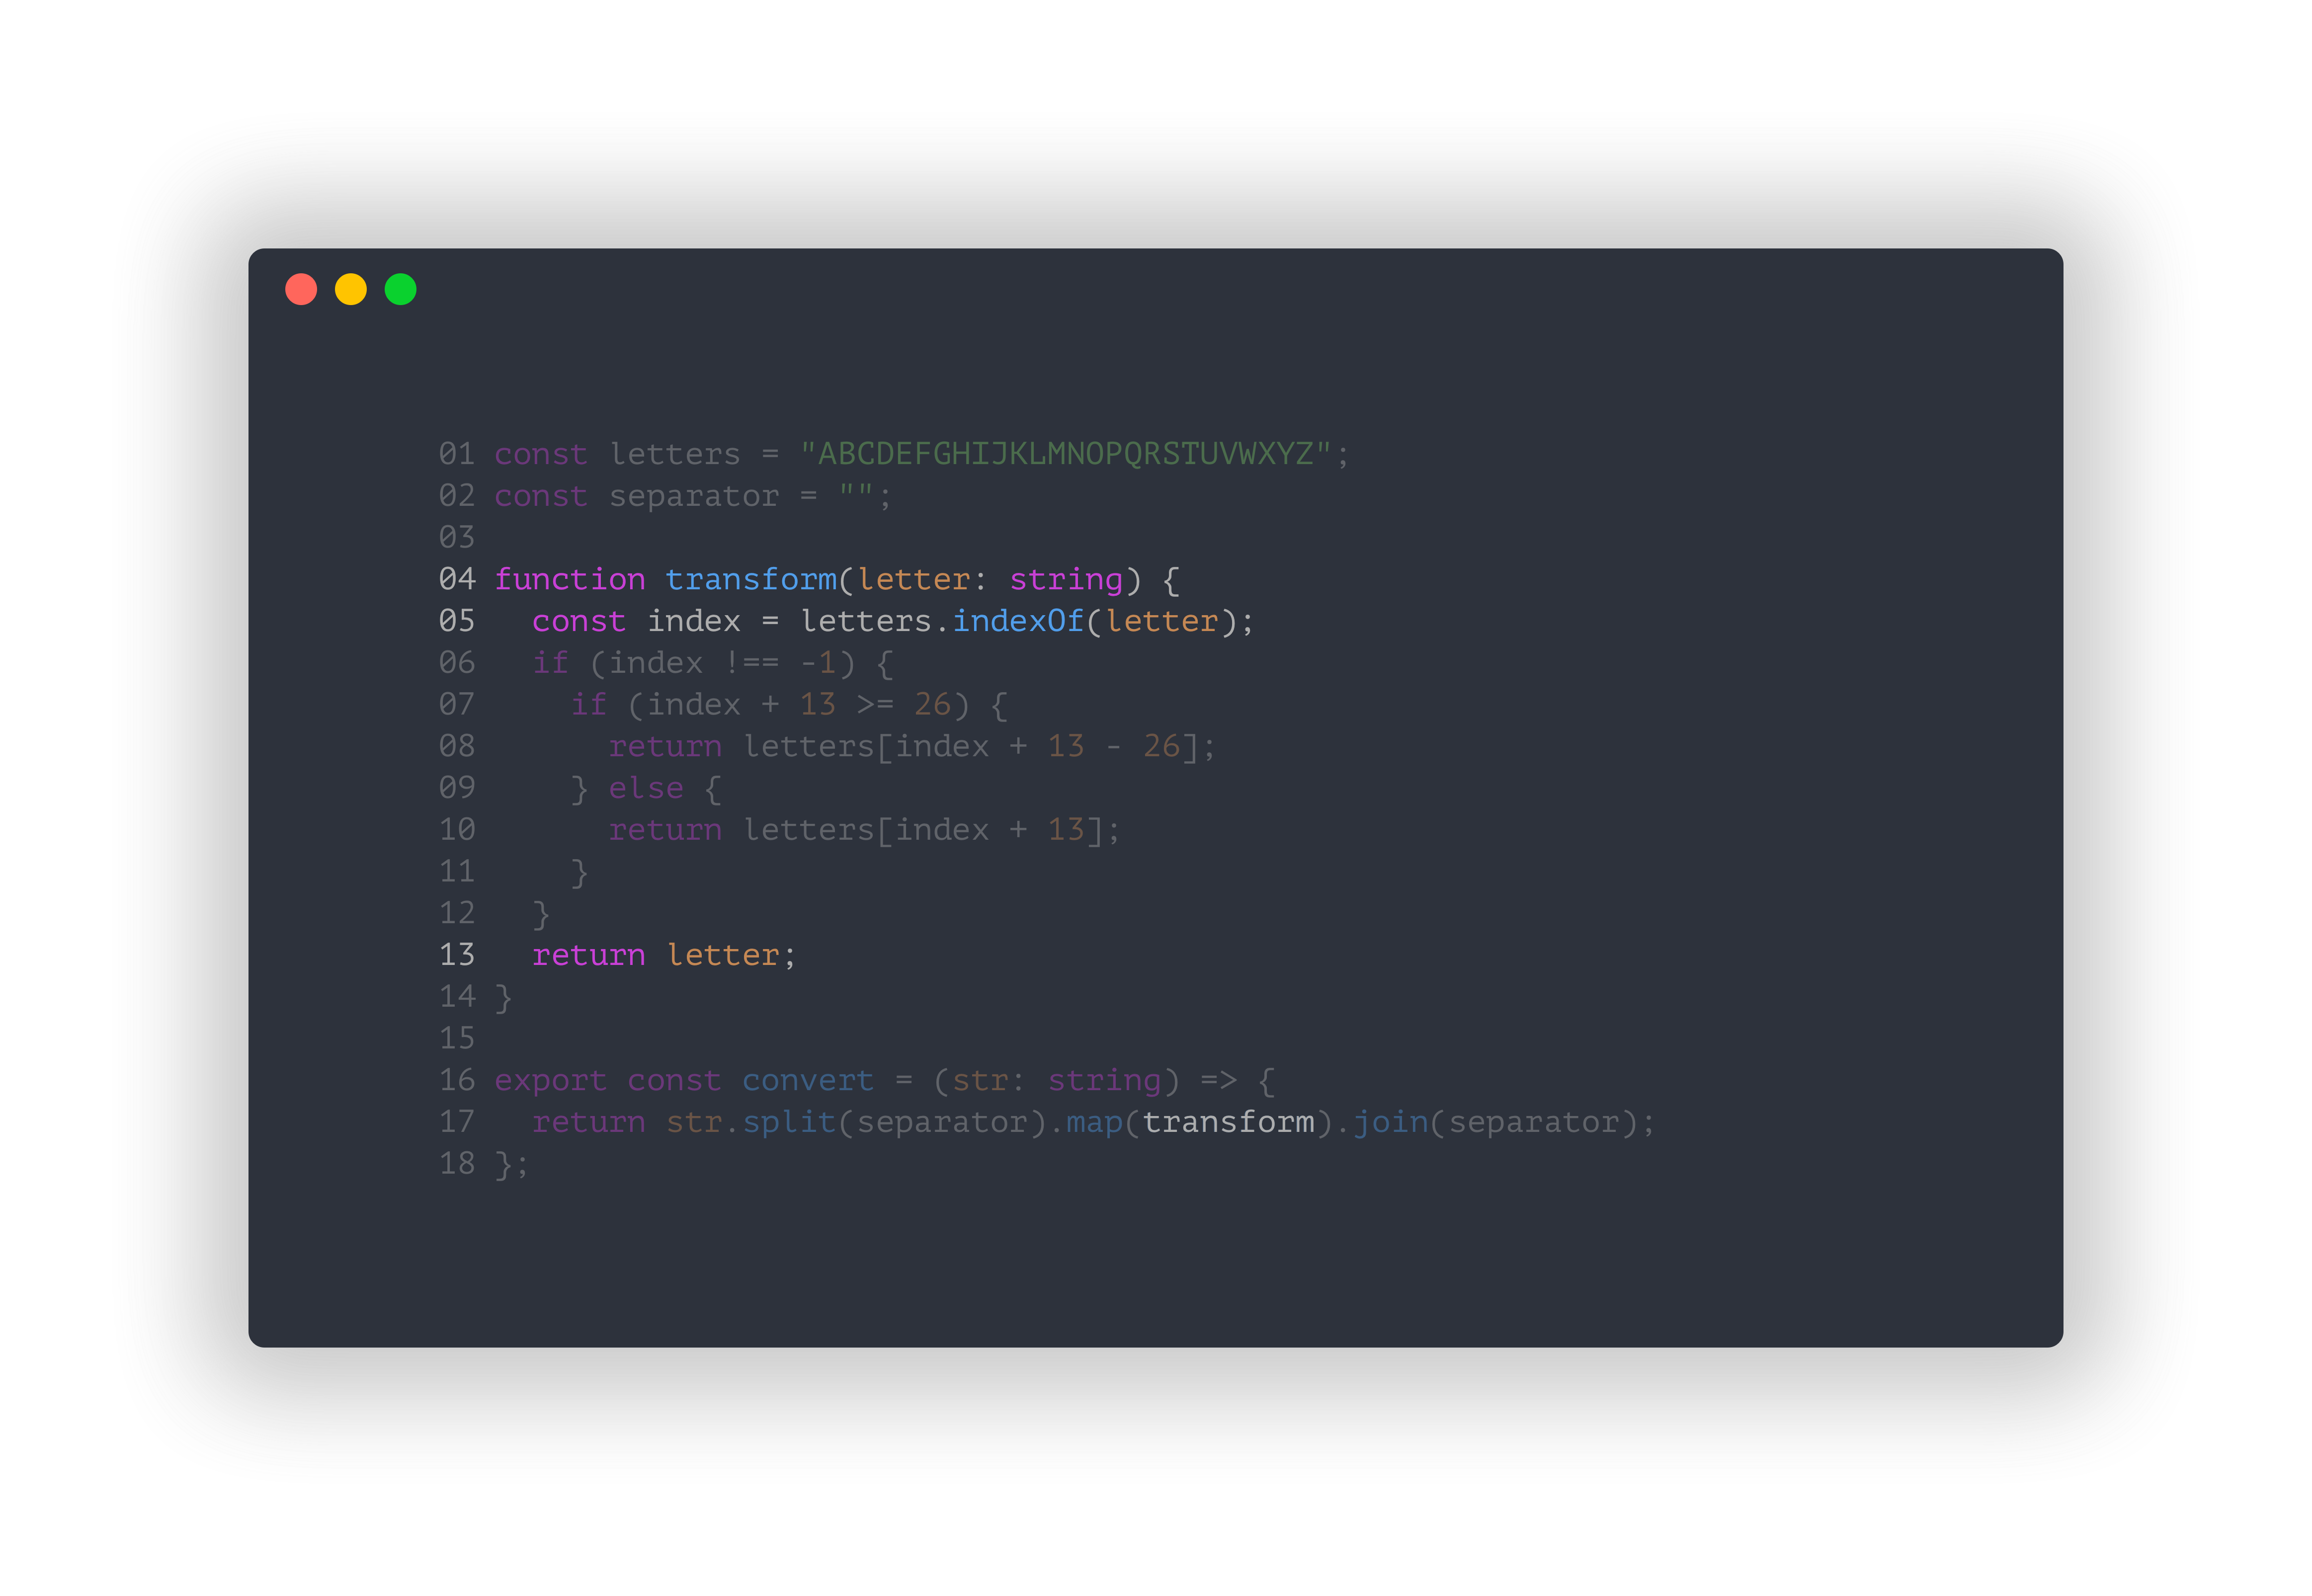 01 const letters = "ABCDEFGHIJKLMNOPQRSTUVWXYZ";
02 const separator = "";
03
04 function transform(letter: string) {
05   const index = letters.indexOf(letter);
06   if (index !== -1) {
07     if (index + 13 >= 26) {
08       return letters[index + 13 - 26];
09     } else {
10       return letters[index + 13];
11     }
12   }
13   return letter;
14 }
15
16 export const convert = (str: string) => {
17   return str.split(separator).map(transform).join(separator);
18 };